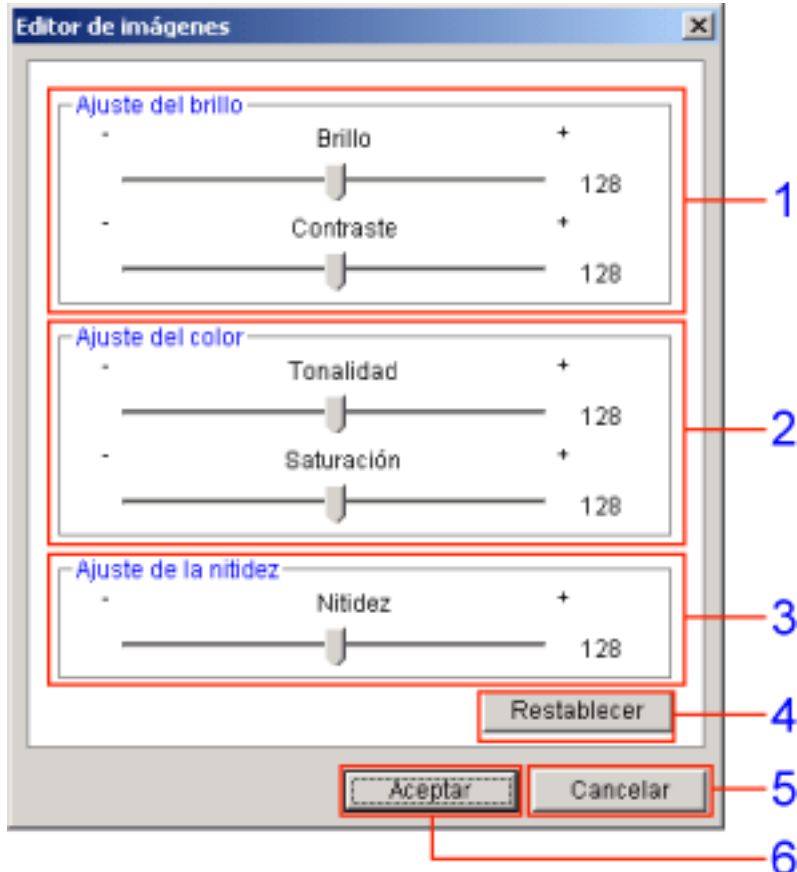 Editor de imágenes
Ajuste del brillo
- Brillo +
128
1
- Contraste +
128
Ajuste del color
- Tonalidad +
128
2
- Saturación +
128
Ajuste de la nitidez
- Nitidez +
128
3
Restablecer
4
Aceptar Cancelar
5
6